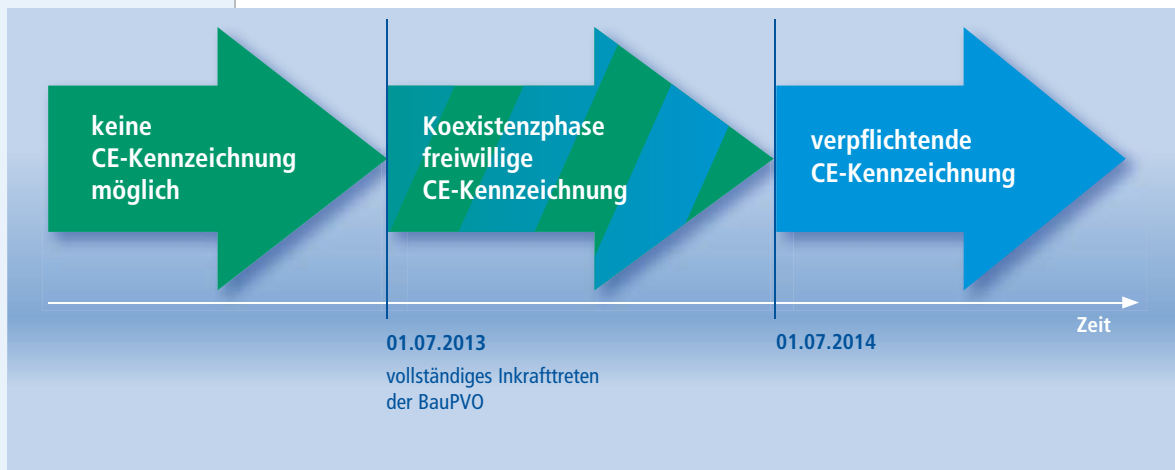 keine
CE-Kennzeichnung
möglich
Koexistenzphase
freiwillige
CE-Kennzeichnung
verpflichtende
CE-Kennzeichnung
Zeit
01.07.2013
vollständiges Inkrafttreten
der BauPVO
01.07.2014